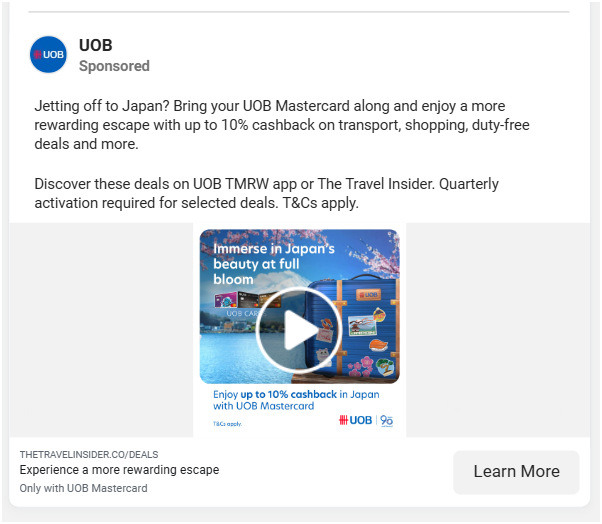 UOB
UOB
Sponsored
Jetting off to Japan? Bring your UOB Mastercard along and enjoy a more
rewarding escape with up to 10% cashback on transport, shopping, duty-free
deals and more.
Discover these deals on UOB TMRW app or The Travel Insider. Quarterly
activation required for selected deals. T&Cs apply.
Immerse in Japan's
beauty at full
bloom
UOB
UOB CAR
Enjoy up to 10% cashback in Japan
with UOB Mastercard
T&Cs apply.
UOB
THETRAVELINSIDER.CO/DEALS
Experience a more rewarding escape
Only with UOB Mastercard
Learn More